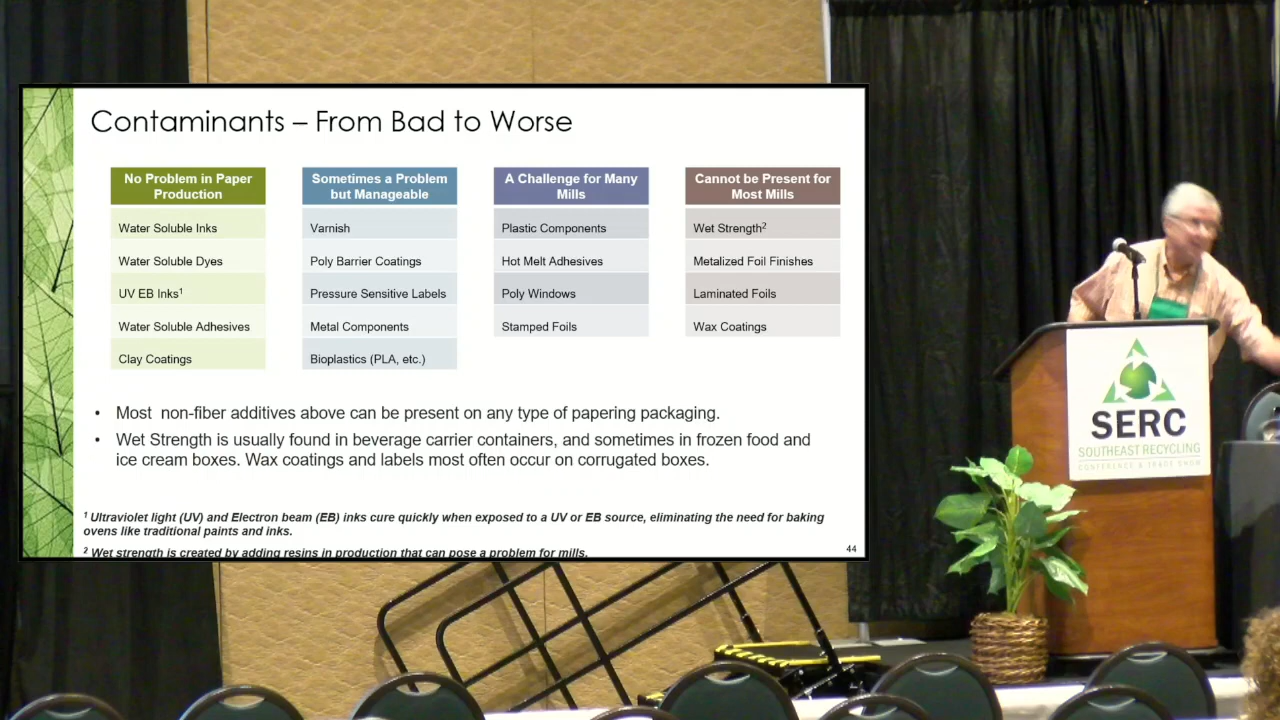 Contaminants – From Bad to Worse
No Problem in Paper
Production
Water Soluble Inks
Water Soluble Dyes
UV EB Inks¹
Water Soluble Adhesives
Clay Coatings
Sometimes a Problem
but Manageable
Varnish
Poly Barrier Coatings
Pressure Sensitive Labels
Metal Components
Bioplastics (PLA, etc.)
A Challenge for Many
Mills
Plastic Components
Hot Melt Adhesives
Poly Windows
Stamped Foils
Cannot be Present for
Most Mills
Wet Strength²
Metalized Foil Finishes
Laminated Foils
Wax Coatings
• Most non-fiber additives above can be present on any type of papering packaging.
• Wet Strength is usually found in beverage carrier containers, and sometimes in frozen food and
ice cream boxes. Wax coatings and labels most often occur on corrugated boxes.
¹ Ultraviolet light (UV) and Electron beam (EB) inks cure quickly when exposed to a UV or EB source, eliminating the need for baking
ovens like traditional paints and inks.
² Wet strength is created by adding resins in production that can pose a problem for mills.
44
SERC
SOUTHEAST RECYCLING
CONFERENCE & TRADE SHOW